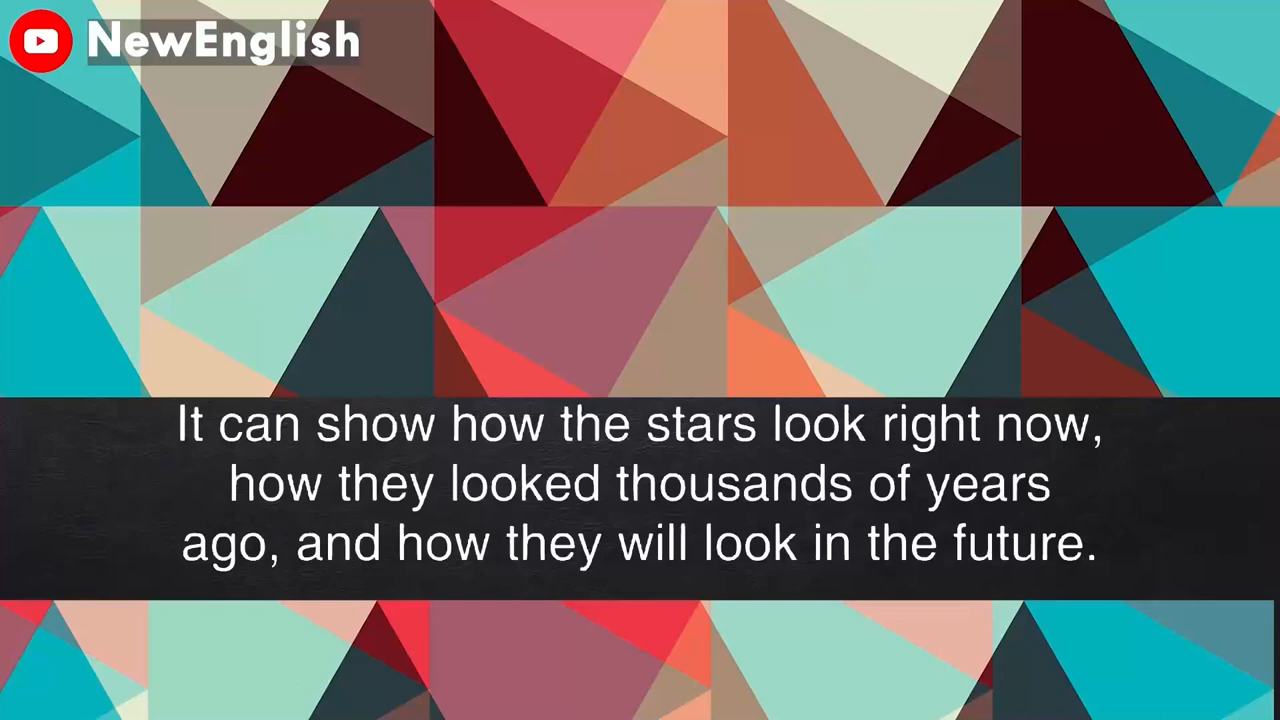 NewEnglish
It can show how the stars look right now,
how they looked thousands of years
ago, and how they will look in the future.